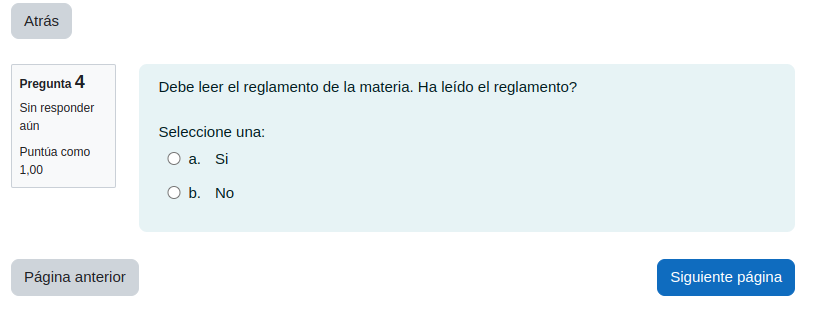 Atrás
Pregunta 4
Sin responder
aún
Puntúa como
1,00
Debe leer el reglamento de la materia. Ha leído el reglamento?
Seleccione una:
a. Si
b. No
Página anterior
Siguiente página